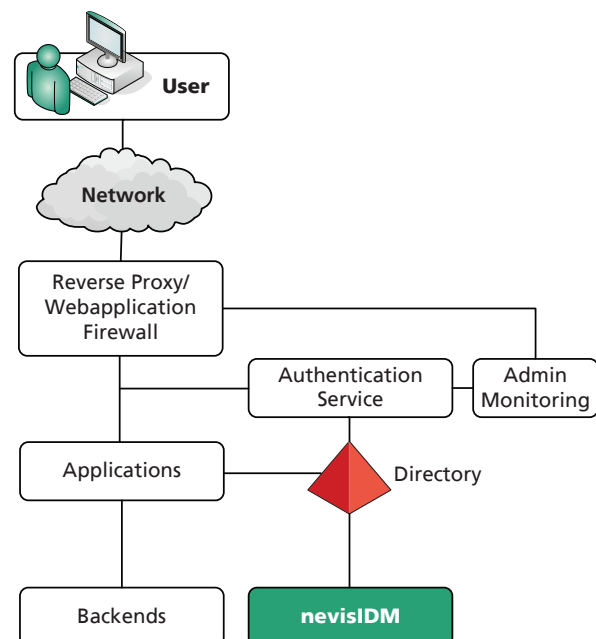 User
Network
Reverse Proxy/
Webapplication
Firewall
Authentication
Service
Admin
Monitoring
Applications
Directory
Backends
nevisIDM